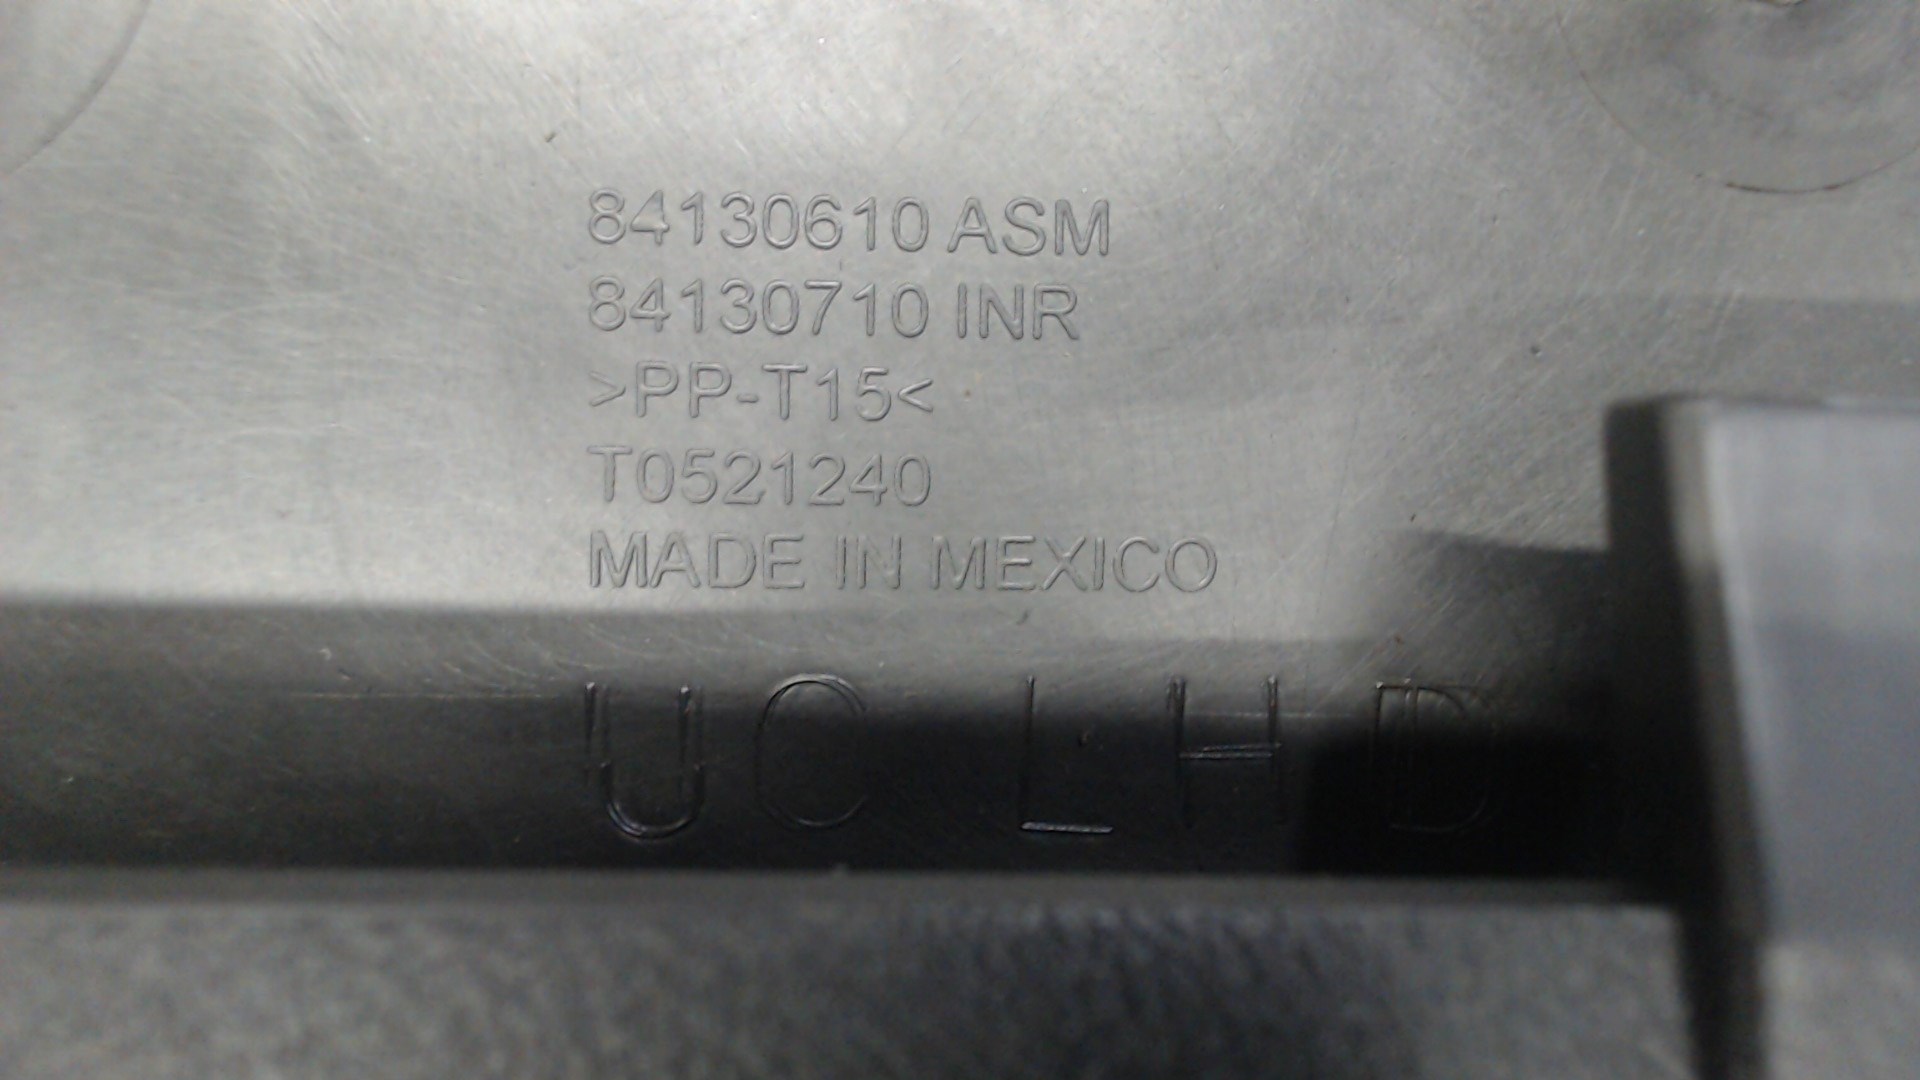 84130610 ASM
84130710 INR
>PP-T15<
T0521240
MADE IN MEXICO
UC LHD